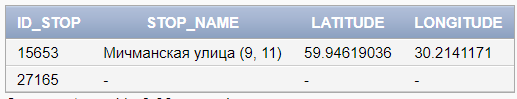 ID_STOP STOP_NAME LATITUDE LONGITUDE
15653 Мичманская улица (9, 11) 59.94619036 30.2141171
27165 - - -